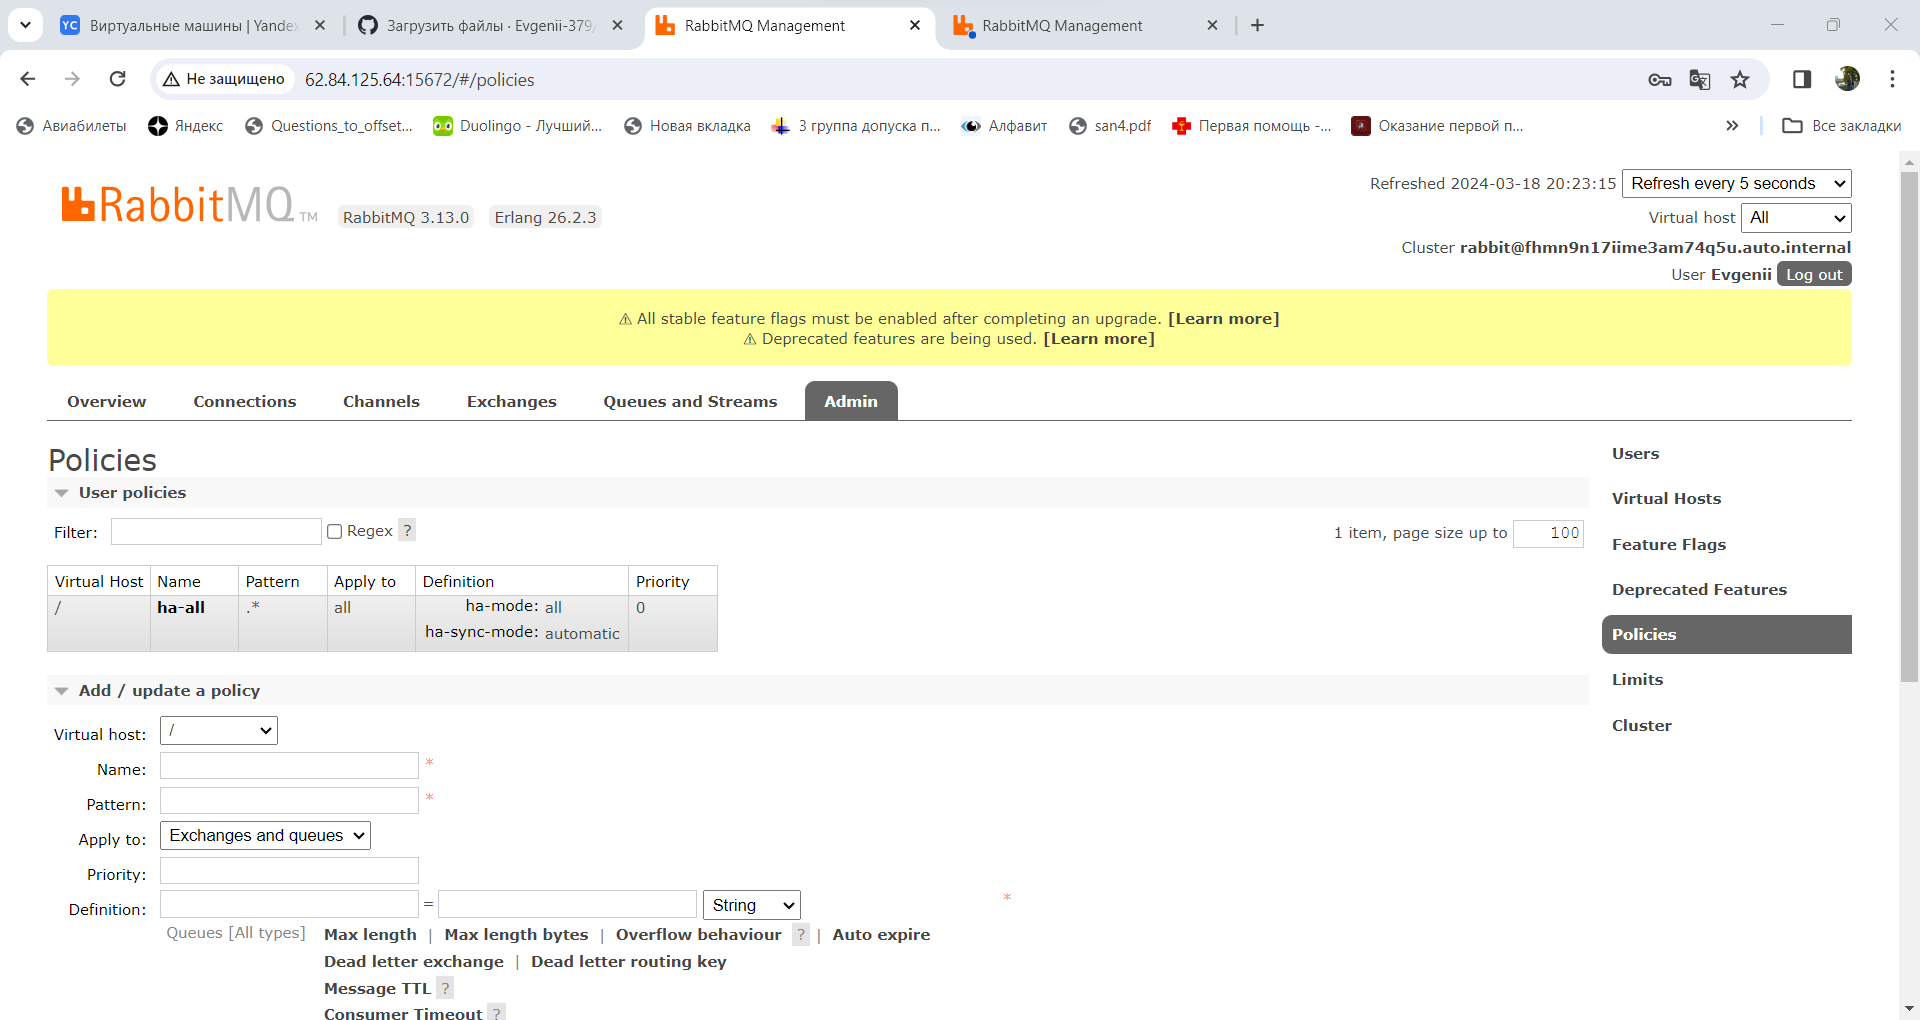 Виртуальные машины | Yande
Загрузить файлы · Evgenii-379/
RabbitMQ Management
RabbitMQ Management
Не защищено
62.84.125.64:15672/#/policies
Авиабилеты
Яндекс
Questions_to_offset...
Duolingo - Лучший...
Новая вкладка
3 группа допуска п...
Алфавит
san4.pdf
Первая помощь -...
Оказание первой п...
»
Все закладки
RabbitMQ TM
RabbitMQ 3.13.0
Erlang 26.2.3
Refreshed 2024-03-18 20:23:15
Refresh every 5 seconds
Virtual host All
Cluster rabbit@fhmn9n17iime3am74q5u.auto.internal
User Evgenii Log out
⚠ All stable feature flags must be enabled after completing an upgrade. [Learn more]
⚠ Deprecated features are being used. [Learn more]
Overview
Connections
Channels
Exchanges
Queues and Streams
Admin
Policies
User policies
Filter:
Regex ?
1 item, page size up to 100
Virtual Host Name Pattern Apply to Definition Priority
/ ha-all .* all ha-mode: all 0
ha-sync-mode: automatic
Add / update a policy
Virtual host: /
Name: *
Pattern: *
Apply to: Exchanges and queues
Priority:
Definition: = String *
Queues [All types] Max length | Max length bytes | Overflow behaviour ? | Auto expire
Dead letter exchange | Dead letter routing key
Message TTL ?
Consumer Timeout ?
Users
Virtual Hosts
Feature Flags
Deprecated Features
Policies
Limits
Cluster